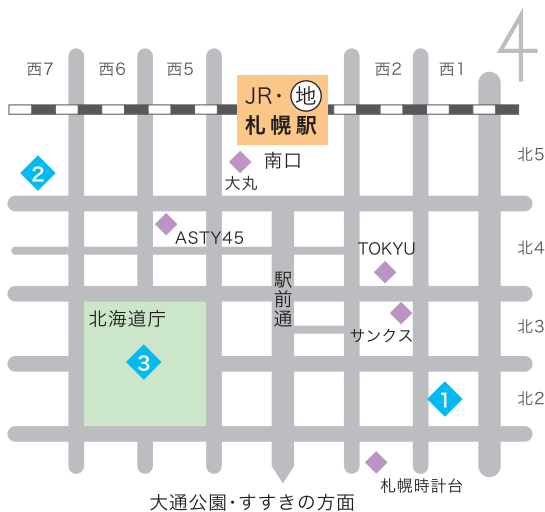 西7
西6
西5
西2
西1
JR・地
札幌駅
北5
南口
大丸
2
ASTY45
北4
TOKYU
駅前通
サンクス
北3
北海道庁
3
1
北2
札幌時計台
大通公園・すすきの方面